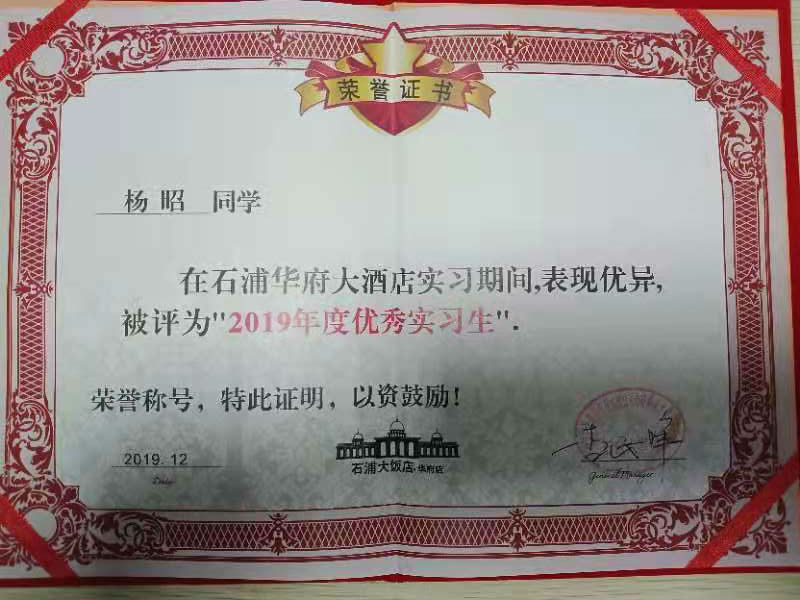 荣誉证书
杨昭 同学
在石浦华府大酒店实习期间,表现优异,
被评为"2019年度优秀实习生".
荣誉称号，特此证明，以资鼓励!
2019.12
Date
石浦大饭店·华府店
General Manager